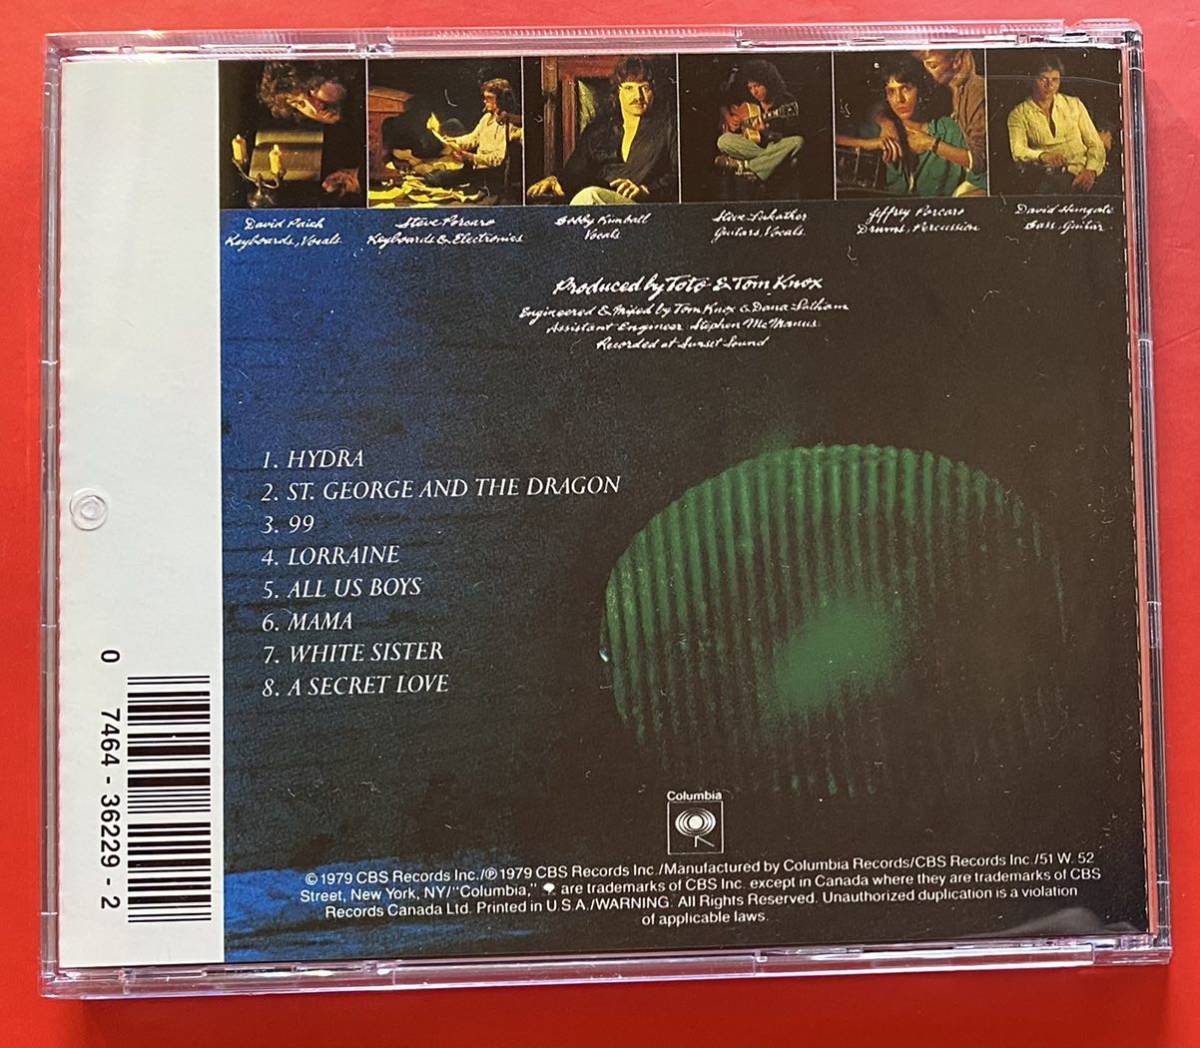 David Paich
Keyboards, Vocals
Steve Porcaro
Keyboards & Electronics
Bobby Kimball
Vocals
Steve Lukather
Guitars, Vocals
Jeffrey Porcaro
Drums, Percussion
David Hungate
Bass, Guitar
Produced by Toto & Tom Knox
Engineered & Mixed by Tom Knox & Dana Latham
Assistant Engineer: Stephen McManus
Recorded at Sunset Sound
1. HYDRA
2. ST. GEORGE AND THE DRAGON
3. 99
4. LORRAINE
5. ALL US BOYS
6. MAMA
7. WHITE SISTER
8. A SECRET LOVE
0 7464-36229-2
Columbia
© 1979 CBS Records Inc./℗ 1979 CBS Records Inc./Manufactured by Columbia Records/CBS Records Inc./51 W. 52
Street, New York, NY/"Columbia," are trademarks of CBS Inc. except in Canada where they are trademarks of CBS
Records Canada Ltd. Printed in U.S.A./WARNING: All Rights Reserved. Unauthorized duplication is a violation
of applicable laws.